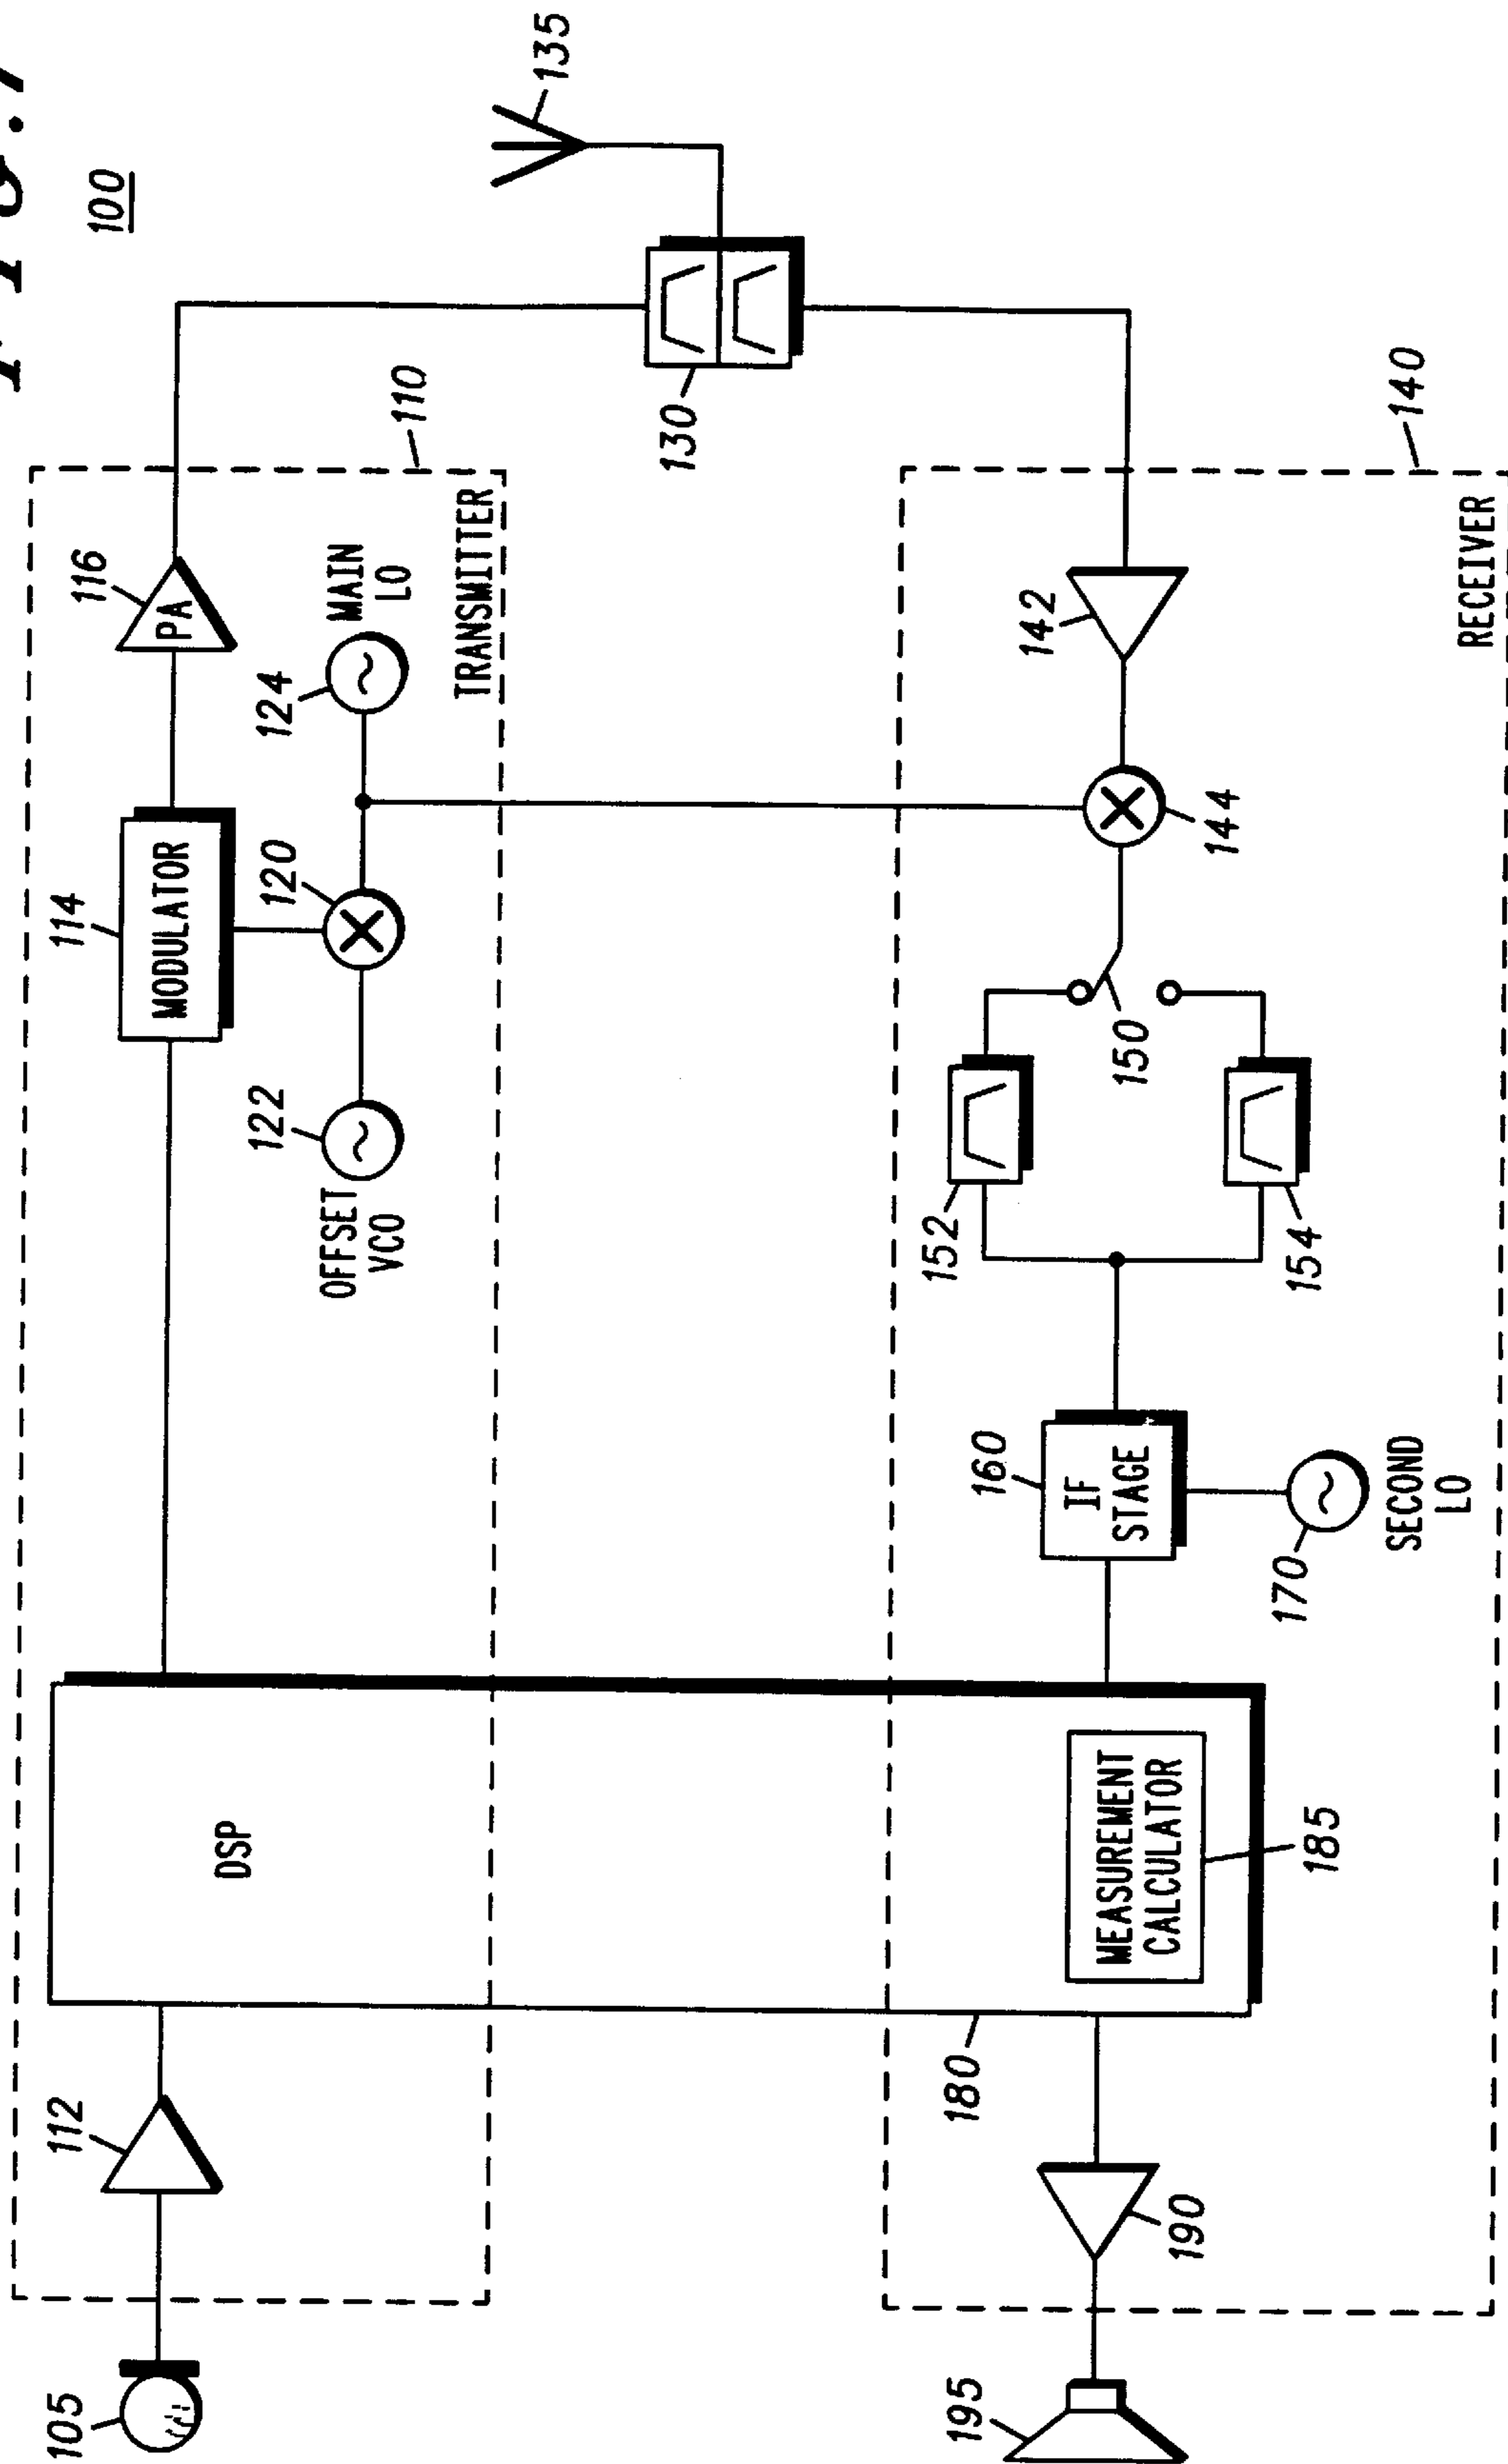 FIG. 1
100
105
112
DSP
114
MODULATOR
116
PA
120
122
OFFSET
VCO
124
MAIN
LO
TRANSMITTER
110
130
135
140
RECEIVER
142
144
150
152
154
160
IF
STAGE
170
SECOND
LO
180
MEASUREMENT
CALCULATOR
185
190
195